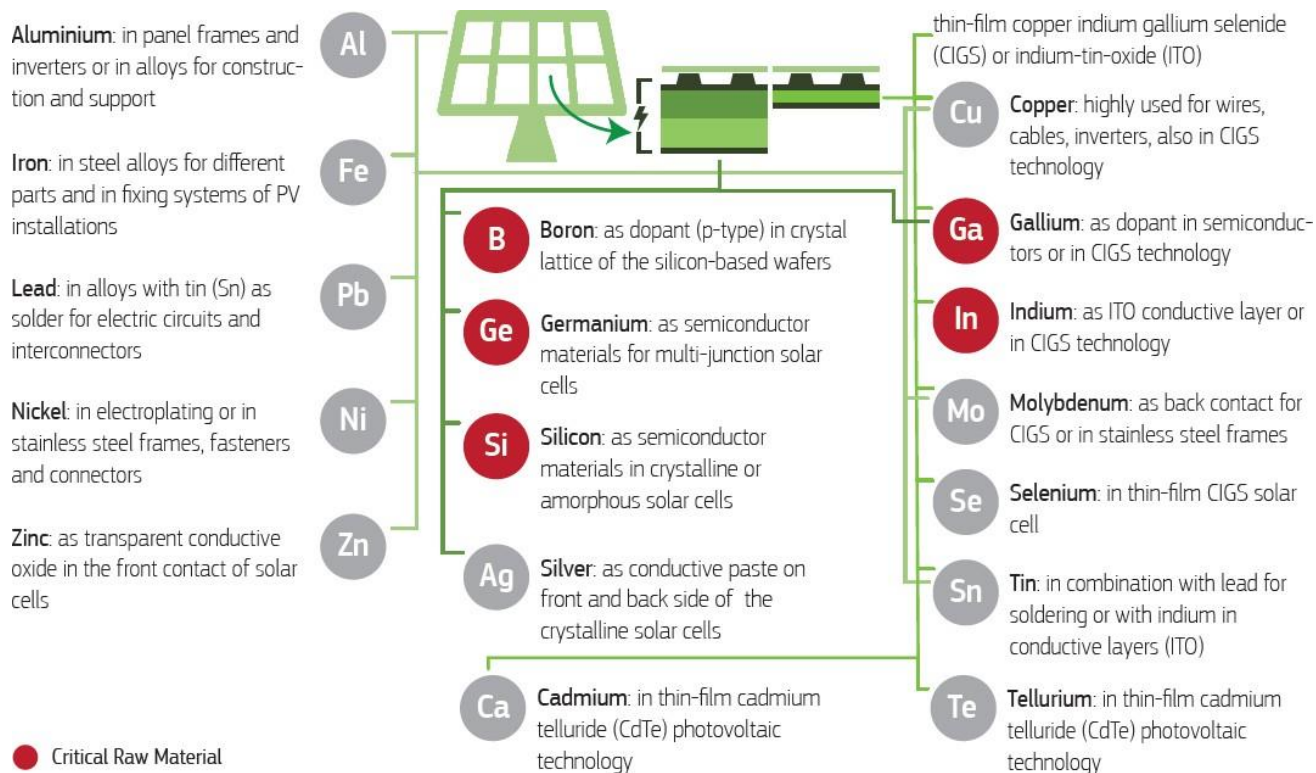 Aluminium: in panel frames and
inverters or in alloys for construc-
tion and support
Al
Iron: in steel alloys for different
parts and in fixing systems of PV
installations
Fe
Lead: in alloys with tin (Sn) as
solder for electric circuits and
interconnectors
Pb
Nickel: in electroplating or in
stainless steel frames, fasteners
and connectors
Ni
Zinc: as transparent conductive
oxide in the front contact of solar
cells
Zn
B
Boron: as dopant (p-type) in crystal
lattice of the silicon-based wafers
Ge
Germanium: as semiconductor
materials for multi-junction solar
cells
Si
Silicon: as semiconductor
materials in crystalline or
amorphous solar cells
Ag
Silver: as conductive paste on
front and back side of the
crystalline solar cells
Ca
Cadmium: in thin-film cadmium
telluride (CdTe) photovoltaic
technology
thin-film copper indium gallium selenide
(CIGS) or indium-tin-oxide (ITO)
Cu
Copper: highly used for wires,
cables, inverters, also in CIGS
technology
Ga
Gallium: as dopant in semiconduc-
tors or in CIGS technology
In
Indium: as ITO conductive layer or
in CIGS technology
Mo
Molybdenum: as back contact for
CIGS or in stainless steel frames
Se
Selenium: in thin-film CIGS solar
cell
Sn
Tin: in combination with lead for
soldering or with indium in
conductive layers (ITO)
Te
Tellurium: in thin-film cadmium
telluride (CdTe) photovoltaic
technology
Critical Raw Material